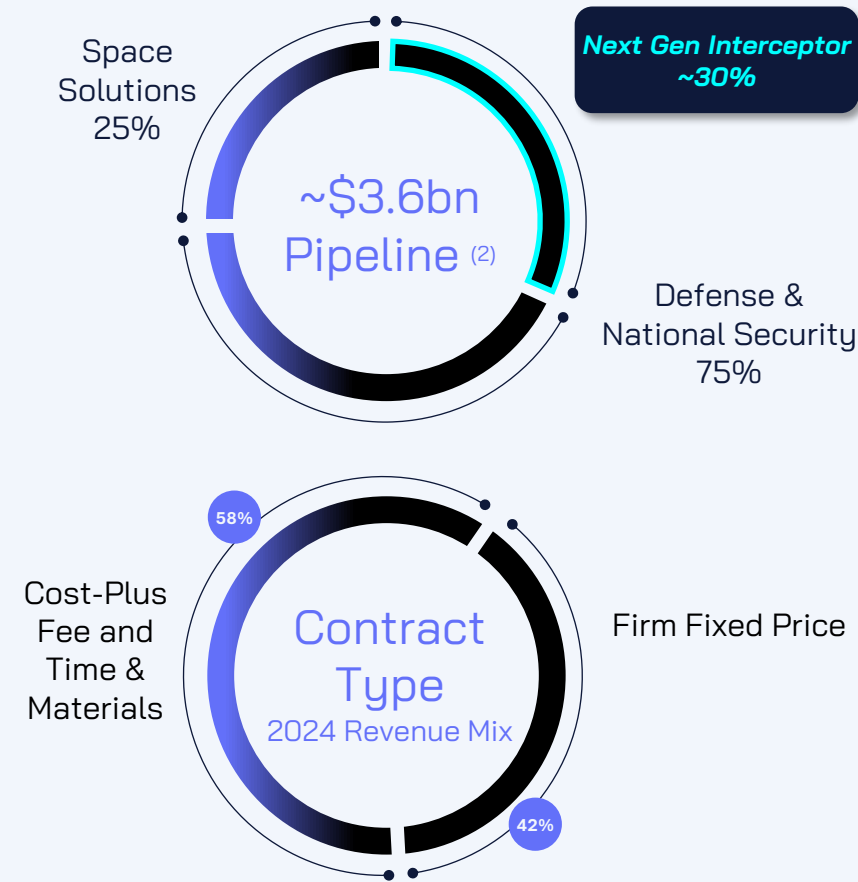 Space
Solutions
25%
Next Gen Interceptor
~30%
~$3.6bn
Pipeline (2)
Defense &
National Security
75%
58%
Cost-Plus
Fee and
Time &
Materials
Contract
Type
2024 Revenue Mix
Firm Fixed Price
42%